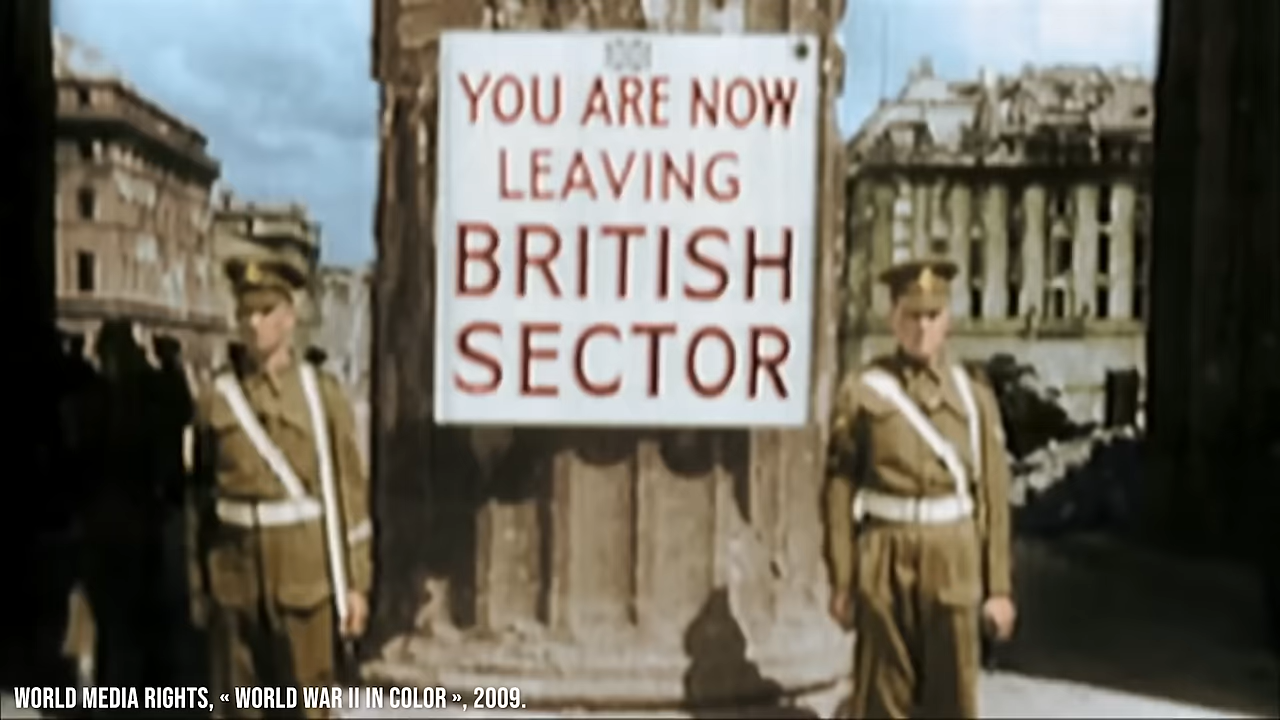 YOU ARE NOW
LEAVING
BRITISH
SECTOR
WORLD MEDIA RIGHTS, « WORLD WAR II IN COLOR », 2009.